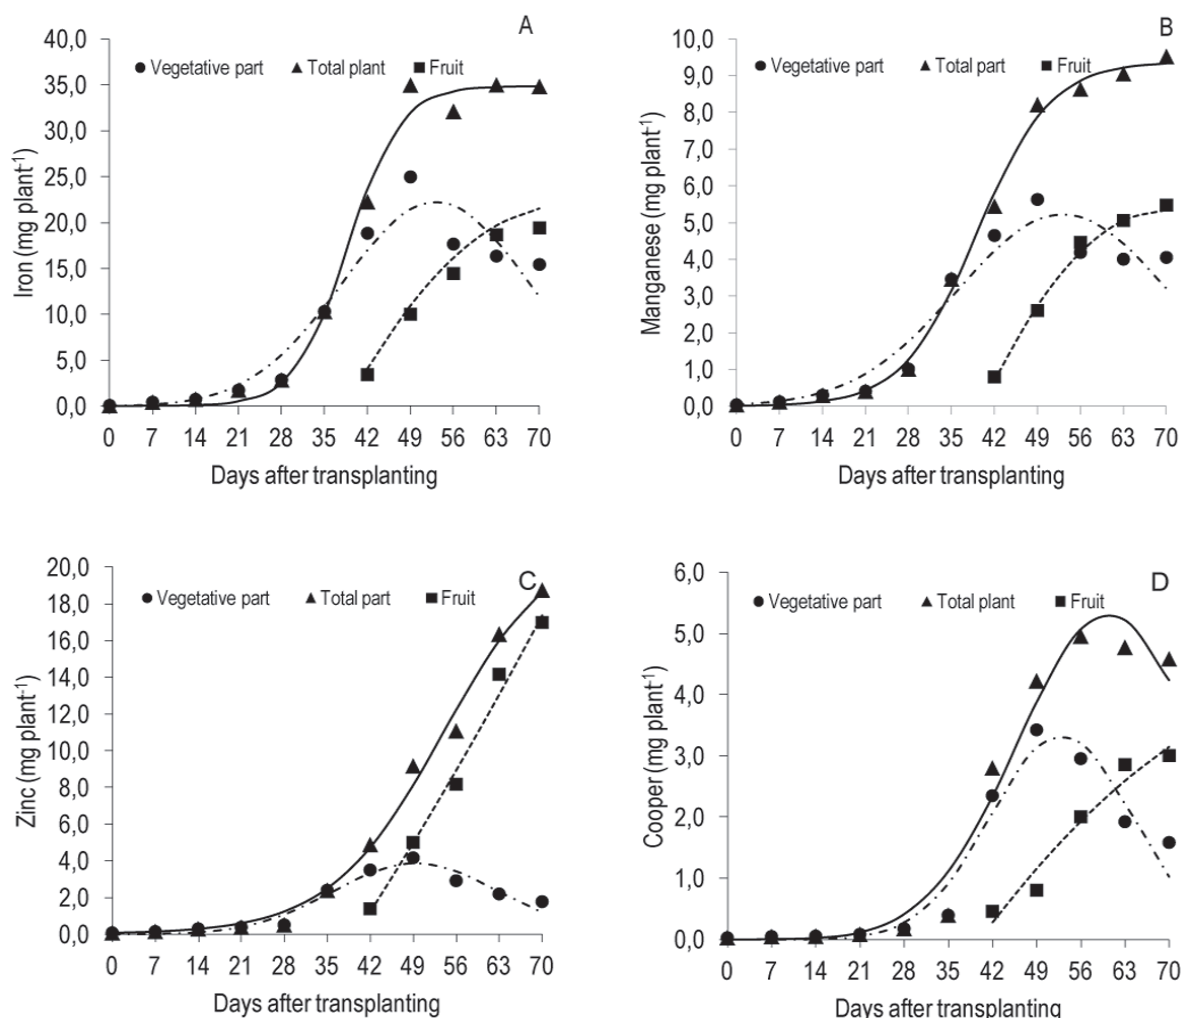 A
40,0
35,0
30,0
25,0
20,0
15,0
10,0
5,0
0,0
Iron (mg plant-1)
Vegetative part Total plant Fruit
0 7 14 21 28 35 42 49 56 63 70
Days after transplanting
B
10,0
9,0
8,0
7,0
6,0
5,0
4,0
3,0
2,0
1,0
0,0
Manganese (mg plant-1)
Vegetative part Total part Fruit
0 7 14 21 28 35 42 49 56 63 70
Days after transplanting
C
20,0
18,0
16,0
14,0
12,0
10,0
8,0
6,0
4,0
2,0
0,0
Zinc (mg plant-1)
Vegetative part Total part Fruit
0 7 14 21 28 35 42 49 56 63 70
Days after transplanting
D
6,0
5,0
4,0
3,0
2,0
1,0
0,0
Cooper (mg plant-1)
Vegetative part Total plant Fruit
0 7 14 21 28 35 42 49 56 63 70
Days after transplanting